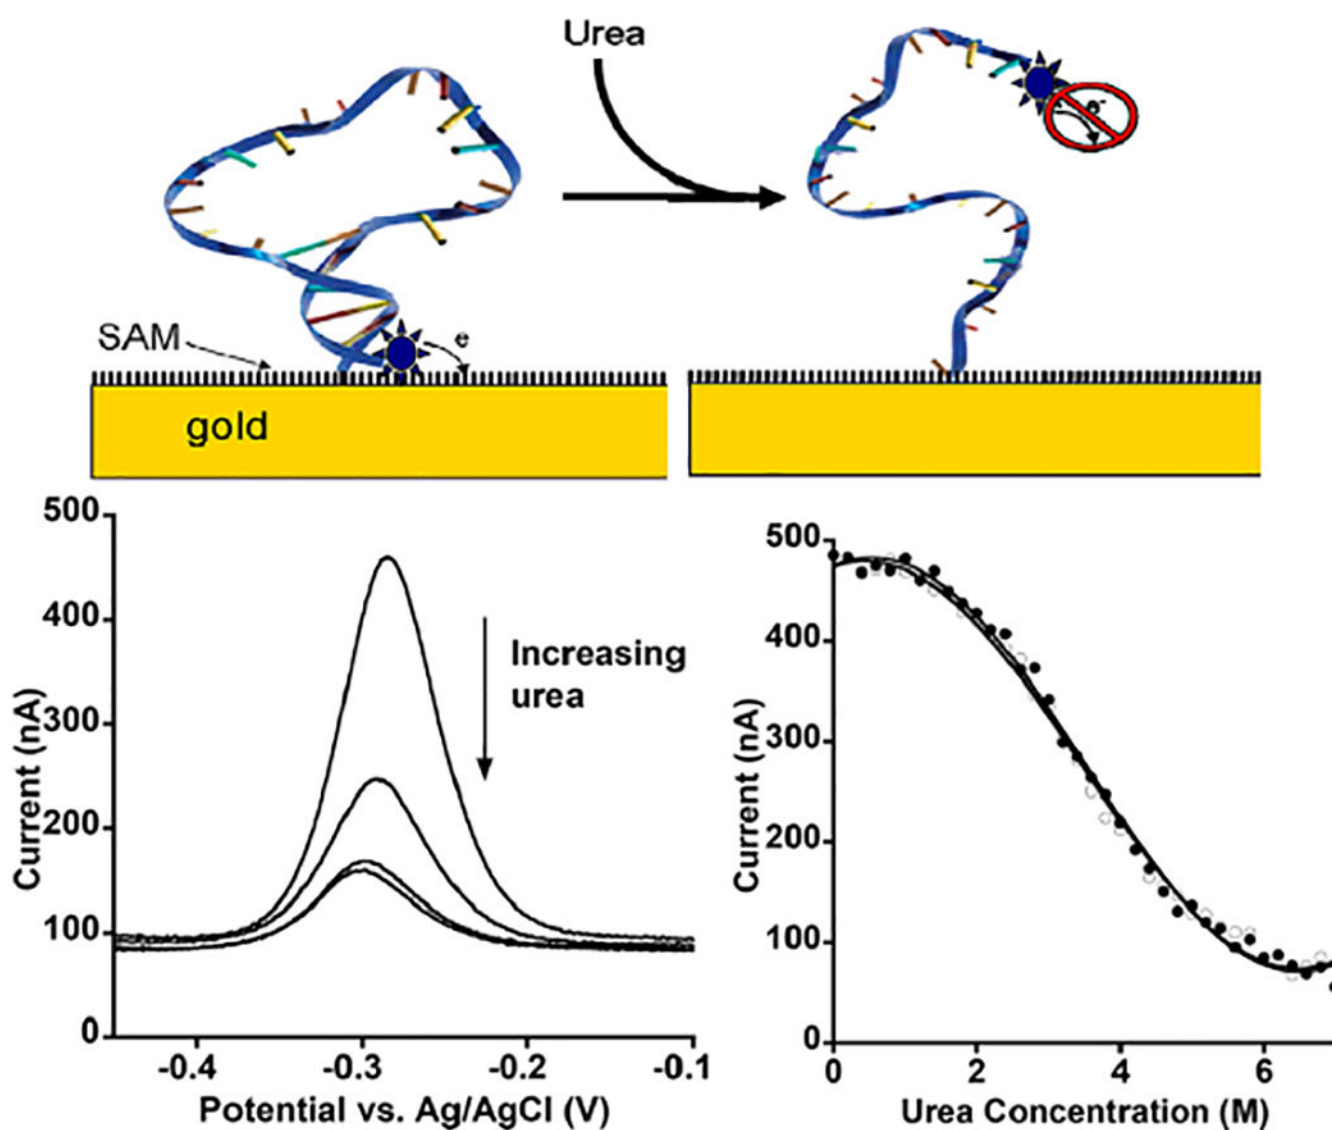 Urea
e-
SAM
e
gold
500
400
300
200
100
0
-0.4
-0.3
-0.2
-0.1
Current (nA)
Potential vs. Ag/AgCl (V)
Increasing
urea
500
400
300
200
100
0
0
2
4
6
Current (nA)
Urea Concentration (M)